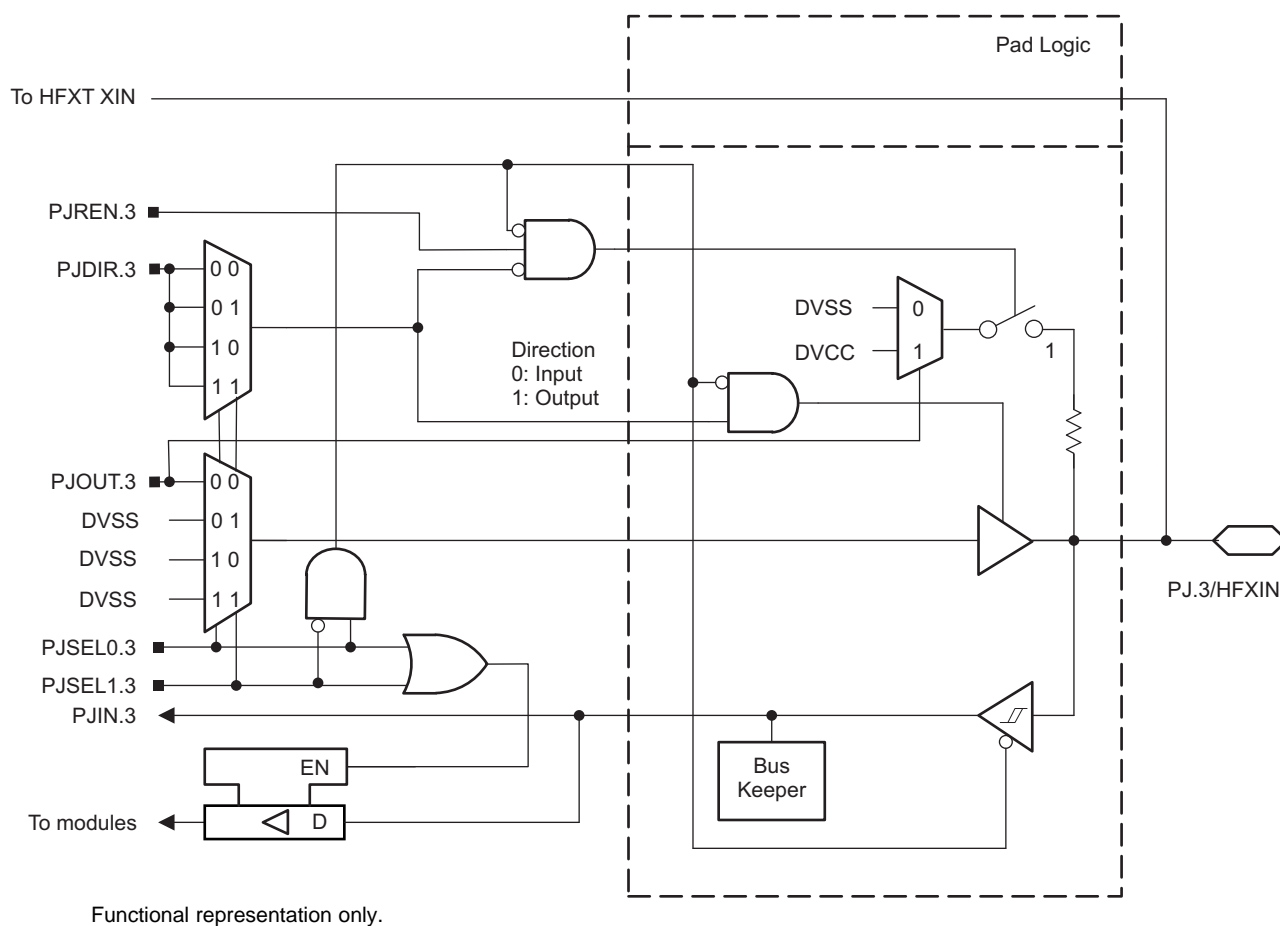 Pad Logic
To HFXT XIN
PJREN.3
PJDIR.3
0 0
0 1
1 0
1 1
Direction
0: Input
1: Output
DVSS
0
DVCC
1
1
PJOUT.3
0 0
DVSS
0 1
DVSS
1 0
DVSS
1 1
PJ.3/HFXIN
PJSEL0.3
PJSEL1.3
PJIN.3
EN
Bus
Keeper
To modules
D
Functional representation only.